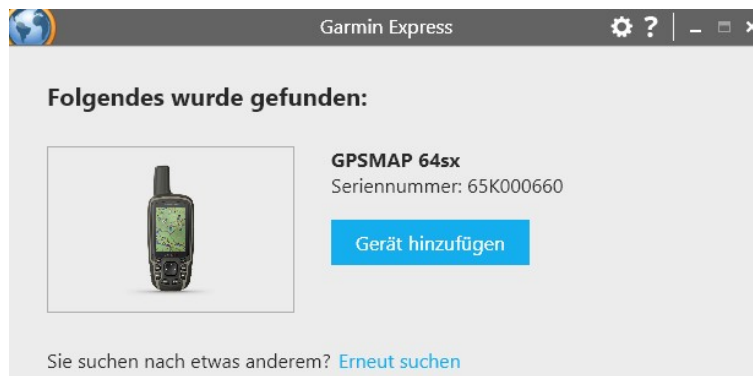 Garmin Express
Folgendes wurde gefunden:
GPSMAP 64sx
Seriennummer: 65K000660
Gerät hinzufügen
Sie suchen nach etwas anderem? Erneut suchen